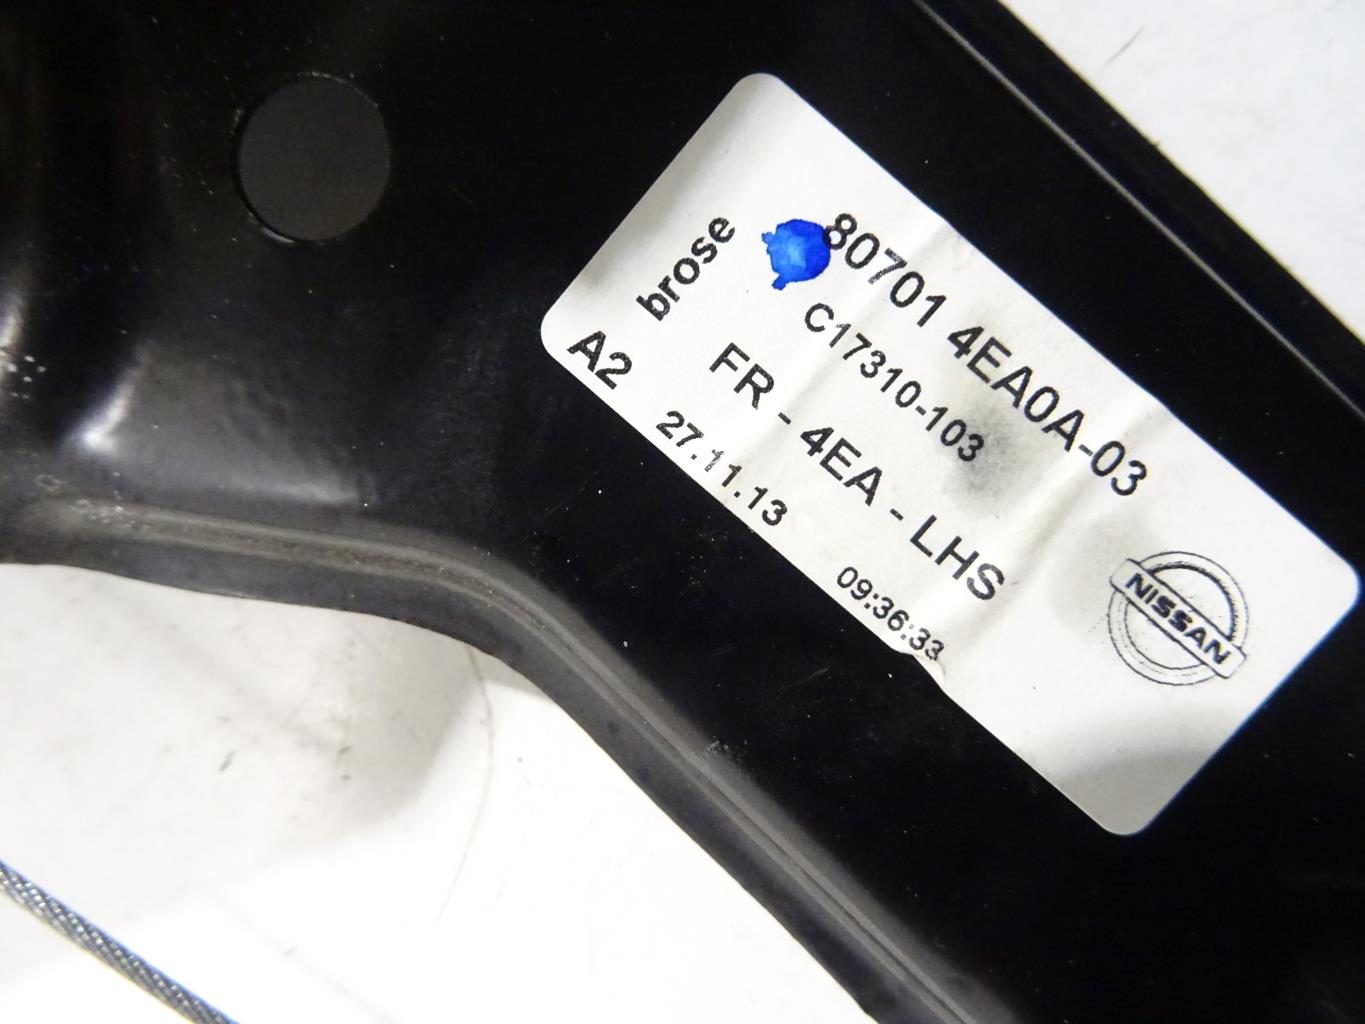 brose
80701 4EA0A-03
C17310-103
FR - 4EA - LHS
A2
27.11.13
09:36:33
NISSAN